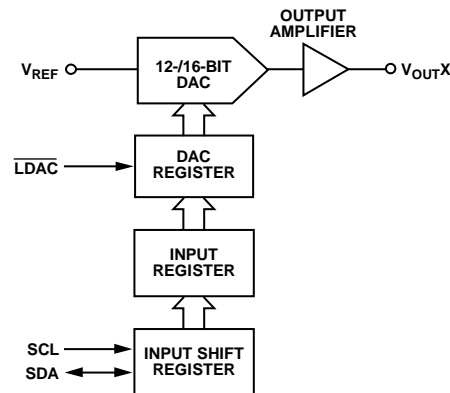 OUTPUT
AMPLIFIER
VREF
12-/16-BIT
DAC
VOUTX
LDAC
DAC
REGISTER
INPUT
REGISTER
SCL
SDA
INPUT SHIFT
REGISTER